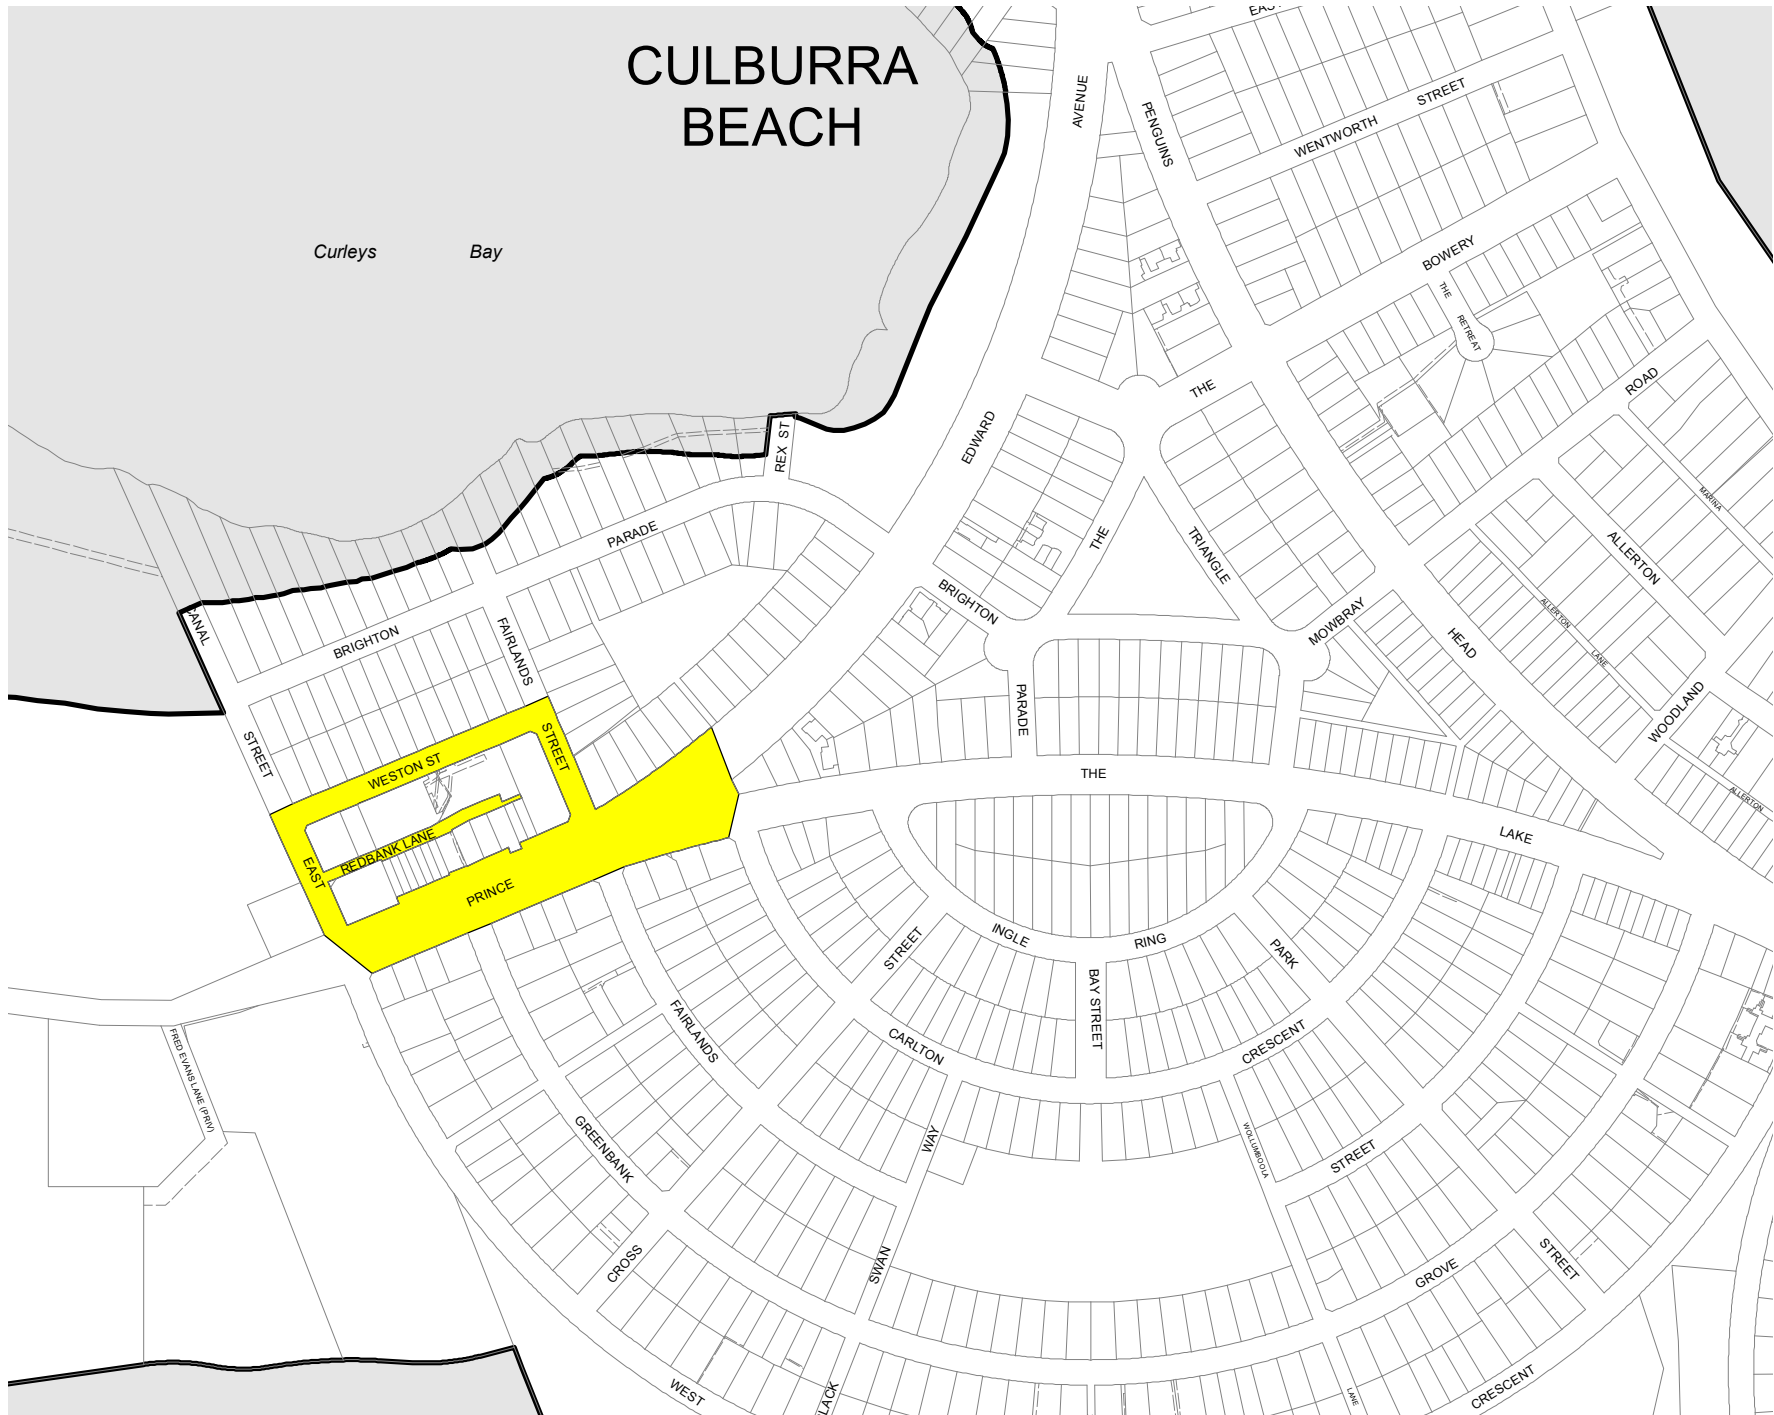 CULBURRA
BEACH
AVENUE
PENGUINS
WENTWORTH
STREET
Curleys Bay
BOWERY
THE
RETREAT
THE
ROAD
EDWARD
REX ST
PARADE
THE
TRIANGLE
MARINA
ALLERTON
BRIGHTON
ALLERTON
LANE
MOWBRAY
HEAD
BRIGHTON
FAIRLANDS
PARADE
WOODLAND
STREET
STREET
WESTON ST
THE
ALLERTON
LAKE
REDBANK LANE
EAST
PRINCE
STREET
INGLE
RING
PARK
BAY STREET
FAIRLANDS
CARLTON
CRESCENT
FRED EVANS LANE (PRIV)
GREENBANK
WAY
WOLLUMBOOLA
STREET
CROSS
SWAN
GROVE
STREET
WEST
LANE
CRESCENT